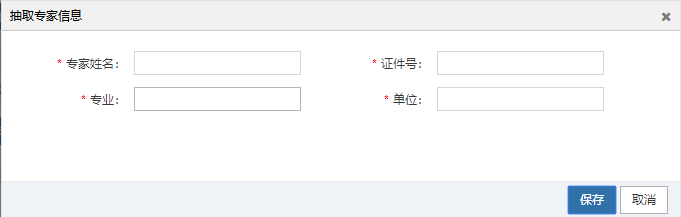 抽取专家信息
* 专家姓名： * 证件号：
* 专业： * 单位：
保存 取消